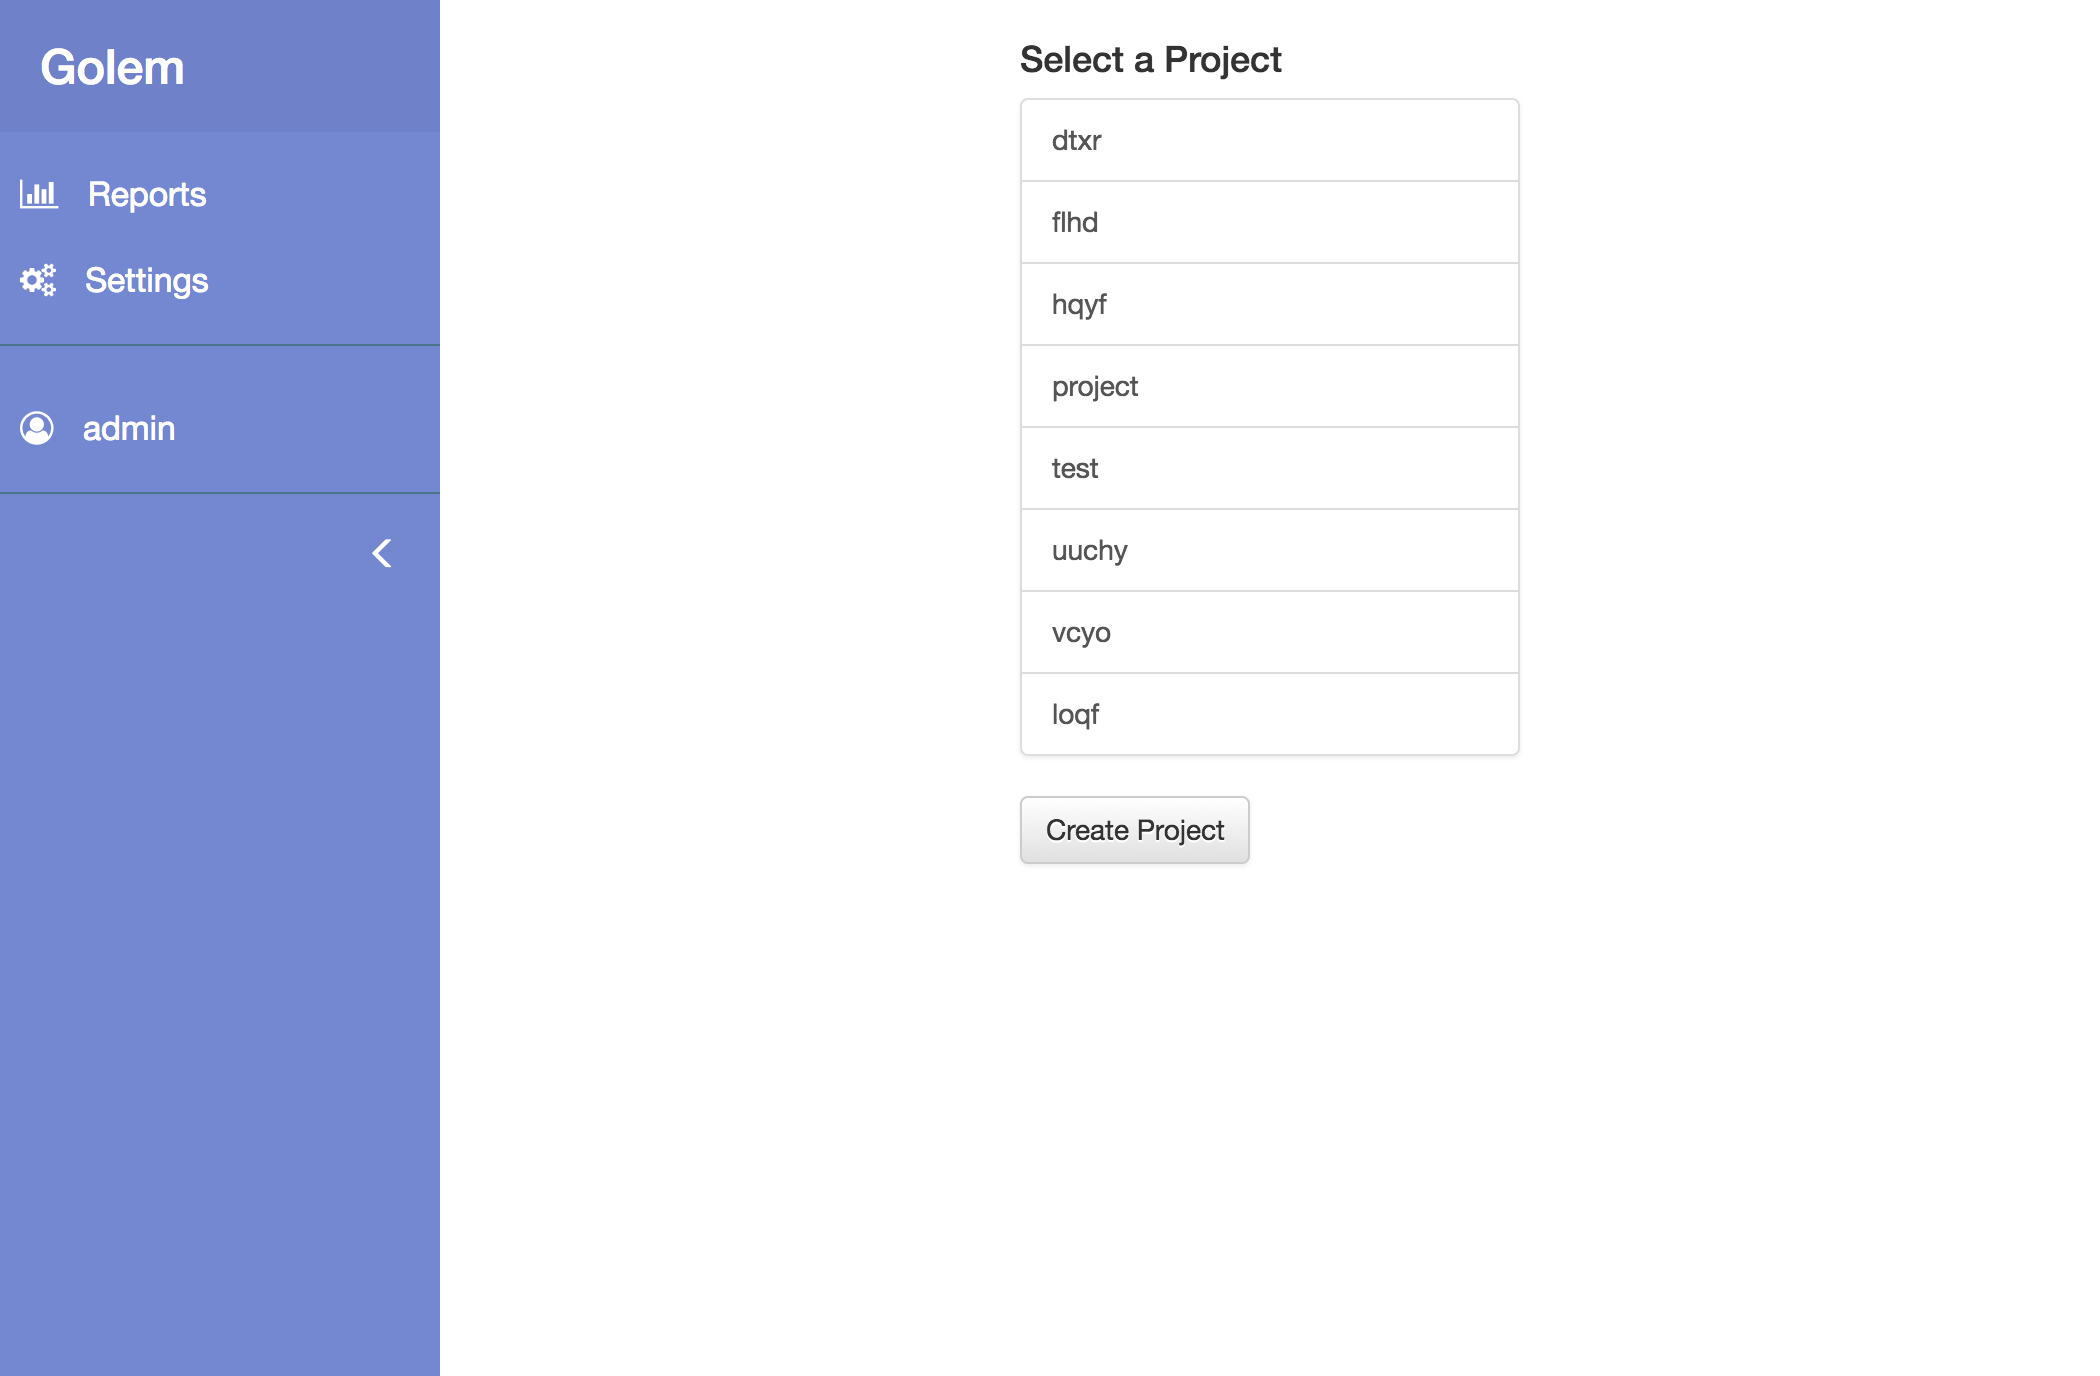 Golem
Reports
Settings
admin
Select a Project
dtxr
flhd
hqyf
project
test
uuchy
vcyo
loqf
Create Project